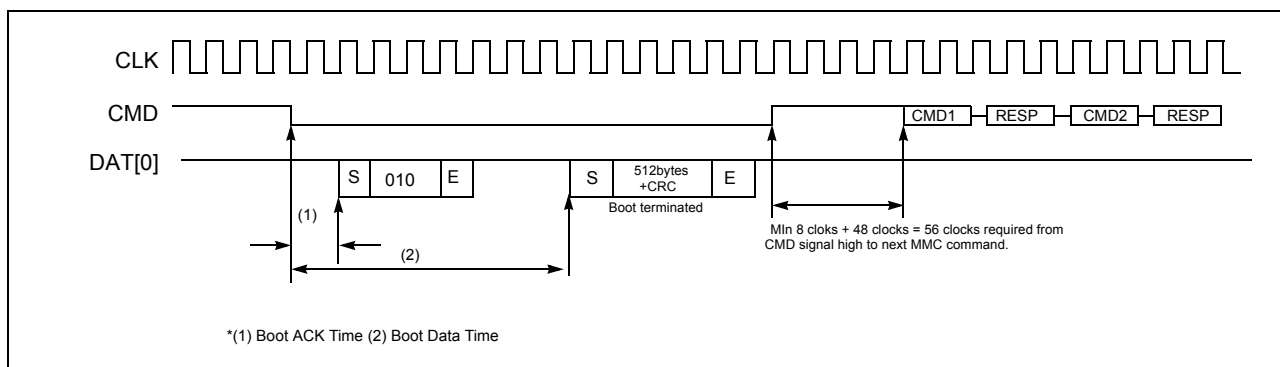 CLK
CMD
CMD1 RESP CMD2 RESP
DAT[0]
S 010 E
S 512bytes E
+CRC
Boot terminated
(1)
(2)
MIn 8 cloks + 48 clocks = 56 clocks required from
CMD signal high to next MMC command.
*(1) Boot ACK Time (2) Boot Data Time